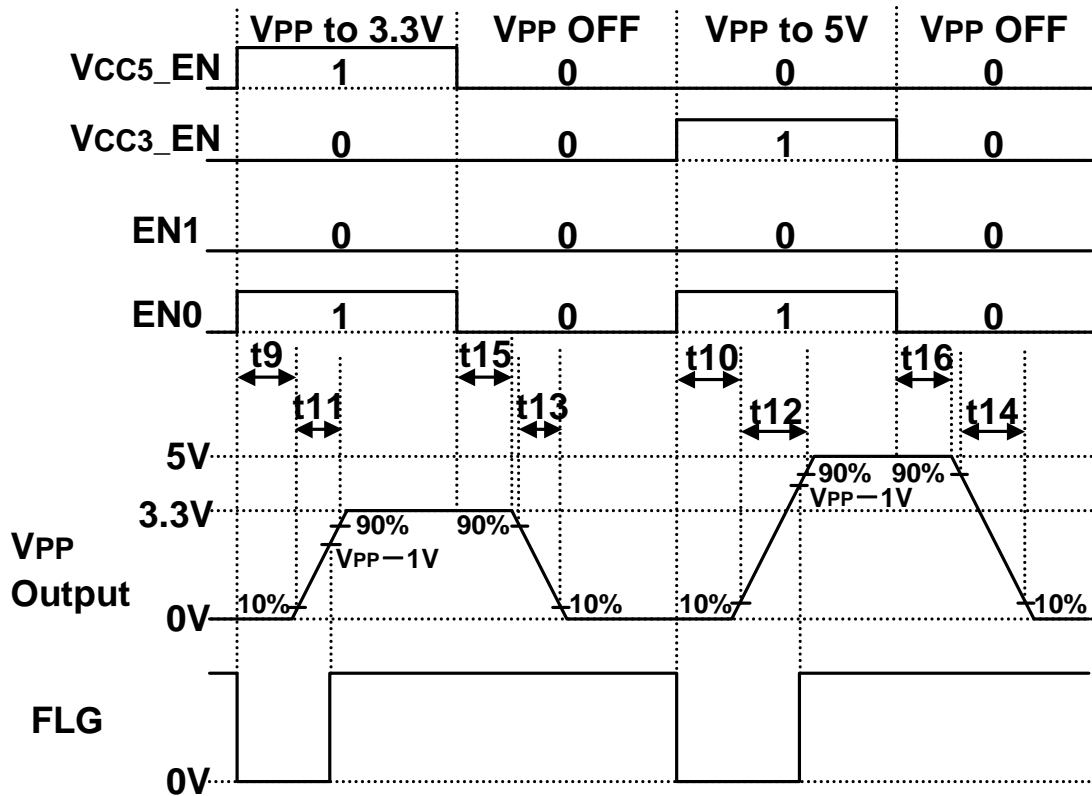 VPP to 3.3V VPP OFF VPP to 5V VPP OFF
VCC5_EN 1 0 0 0
VCC3_EN 0 0 1 0
EN1 0 0 0 0
EN0 1 0 1 0
t9 t15 t10 t16
t11 t13 t12 t14
5V
90% 90%
VPP−1V
3.3V
90% 90%
VPP−1V
VPP
Output
10% 10% 10% 10%
0V
FLG
0V